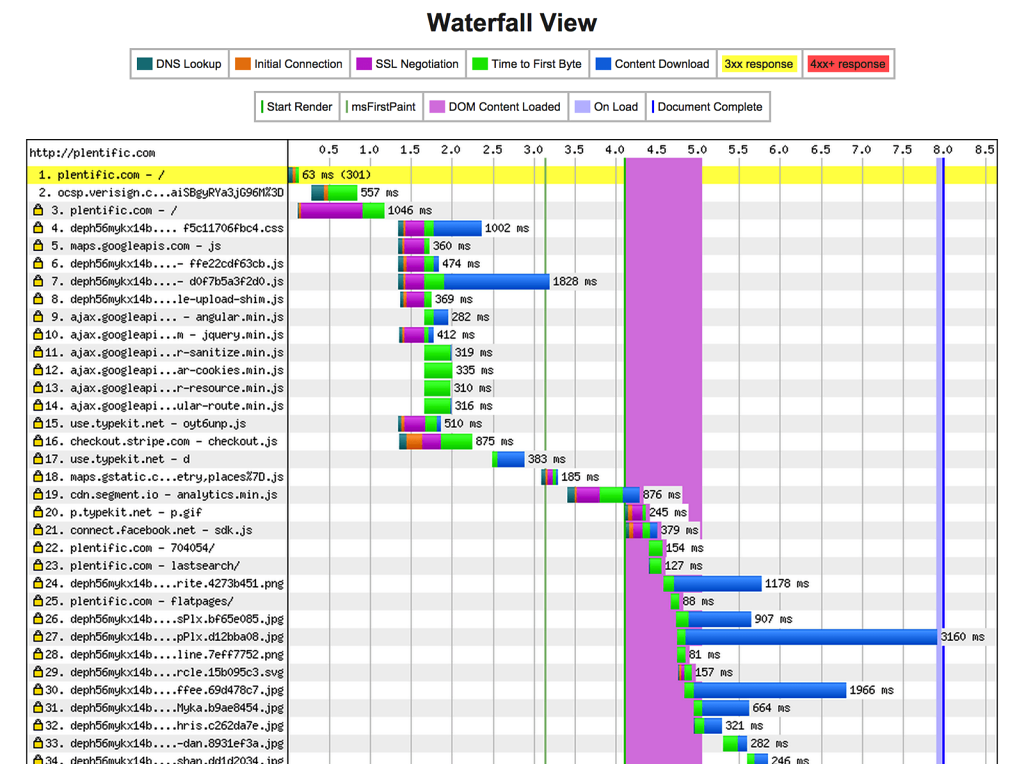 Waterfall View
DNS Lookup Initial Connection SSL Negotiation Time to First Byte Content Download 3xx response 4xx+ response
Start Render msFirstPaint DOM Content Loaded On Load Document Complete
http://plentific.com 0.5 1.0 1.5 2.0 2.5 3.0 3.5 4.0 4.5 5.0 5.5 6.0 6.5 7.0 7.5 8.0 8.5
1. plentific.com - / 63 ms (301)
2. ocsp.verisign.c...aiSBgyRYa3jG96M%3D 557 ms
3. plentific.com - / 1046 ms
4. deph56mykx14b.... f5c11706fbc4.css 1002 ms
5. maps.googleapis.com - js 360 ms
6. deph56mykx14b....- ffe22cdf63cb.js 474 ms
7. deph56mykx14b....- d0f7b5a3f2d0.js 1828 ms
8. deph56mykx14b....le-upload-shim.js 369 ms
9. ajax.googleapi... - angular.min.js 282 ms
10. ajax.googleapi...m - jquery.min.js 412 ms
11. ajax.googleapi...r-sanitize.min.js 319 ms
12. ajax.googleapi...ar-cookies.min.js 335 ms
13. ajax.googleapi...r-resource.min.js 310 ms
14. ajax.googleapi...ular-route.min.js 316 ms
15. use.typekit.net - oyt6unp.js 510 ms
16. checkout.stripe.com - checkout.js 875 ms
17. use.typekit.net - d 383 ms
18. maps.gstatic.c...etry,places%7D.js 185 ms
19. cdn.segment.io - analytics.min.js 876 ms
20. p.typekit.net - p.gif 245 ms
21. connect.facebook.net - sdk.js 379 ms
22. plentific.com - 704054/ 154 ms
23. plentific.com - lastsearch/ 127 ms
24. deph56mykx14b....rite.4273b451.png 1178 ms
25. plentific.com - flatpages/ 88 ms
26. deph56mykx14b....sPlx.bf65e085.jpg 907 ms
27. deph56mykx14b....pPlx.d12bba08.jpg 3160 ms
28. deph56mykx14b....line.7eff7752.png 81 ms
29. deph56mykx14b....rcle.15b095c3.svg 157 ms
30. deph56mykx14b....ffee.69d478c7.jpg 1966 ms
31. deph56mykx14b....Myka.b9ae8454.jpg 664 ms
32. deph56mykx14b....hris.c262da7e.jpg 321 ms
33. deph56mykx14b....-dan.8931ef3a.jpg 282 ms
34. deph56mykx14b....shan.dd1d2034.jpg 246 ms